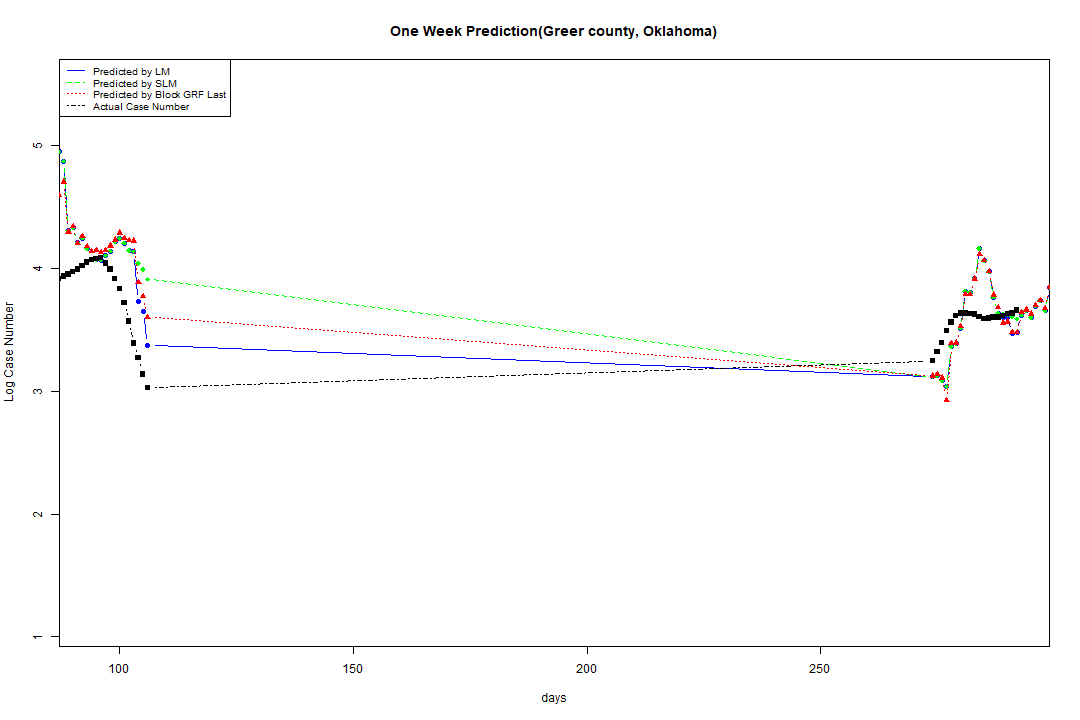 One Week Prediction(Greer county, Oklahoma)
Predicted by LM
Predicted by SLM
Predicted by Block GRF Last
Actual Case Number
5
4
3
2
1
Log Case Number
100 150 200 250
days